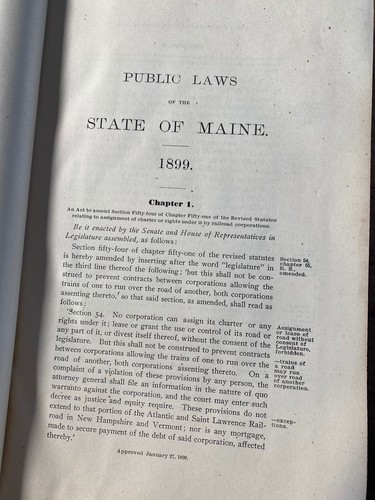 PUBLIC LAWS
OF THE
STATE OF MAINE.
1899.
Chapter 1.
An Act to amend Section Fifty-four of Chapter Fifty-one of the Revised Statutes
relating to assignment of charter or rights under it by railroad corporations.
Be it enacted by the Senate and House of Representatives in
Legislature assembled, as follows:
Section fifty-four of chapter fifty-one of the revised statutes
is hereby amended by inserting after the word "legislature" in
the third line thereof the following; 'but this shall not be con-
strued to prevent contracts between corporations allowing the
trains of one to run over the road of another, both corporations
assenting thereto,' so that said section, as amended, shall read as
follows:
Section 54,
R. S.,
amended.
'Section 54. No corporation can assign its charter or any
rights under it; lease or grant the use or control of its road or
any part of it, or divest itself thereof, without the consent of the
legislature. But this shall not be construed to prevent contracts
between corporations allowing the trains of one to run over the
road of another, both corporations assenting thereto. On a
complaint of a violation of these provisions by any person, the
attorney general shall file an information in the nature of quo
warranto against the corporation, and the court may enter such
decree as justice and equity require. These provisions do not
extend to that portion of the Atlantic and Saint Lawrence Rail-
road in New Hampshire and Vermont; nor is any mortgage,
made to secure payment of the debt of said corporation, affected
thereby.'
Assignment
or lease of
road without
consent of
Legislature,
forbidden.
—trains of
a road
may run
over road
of another
corporation.
—excep-
tions.
Approved January 27, 1899.